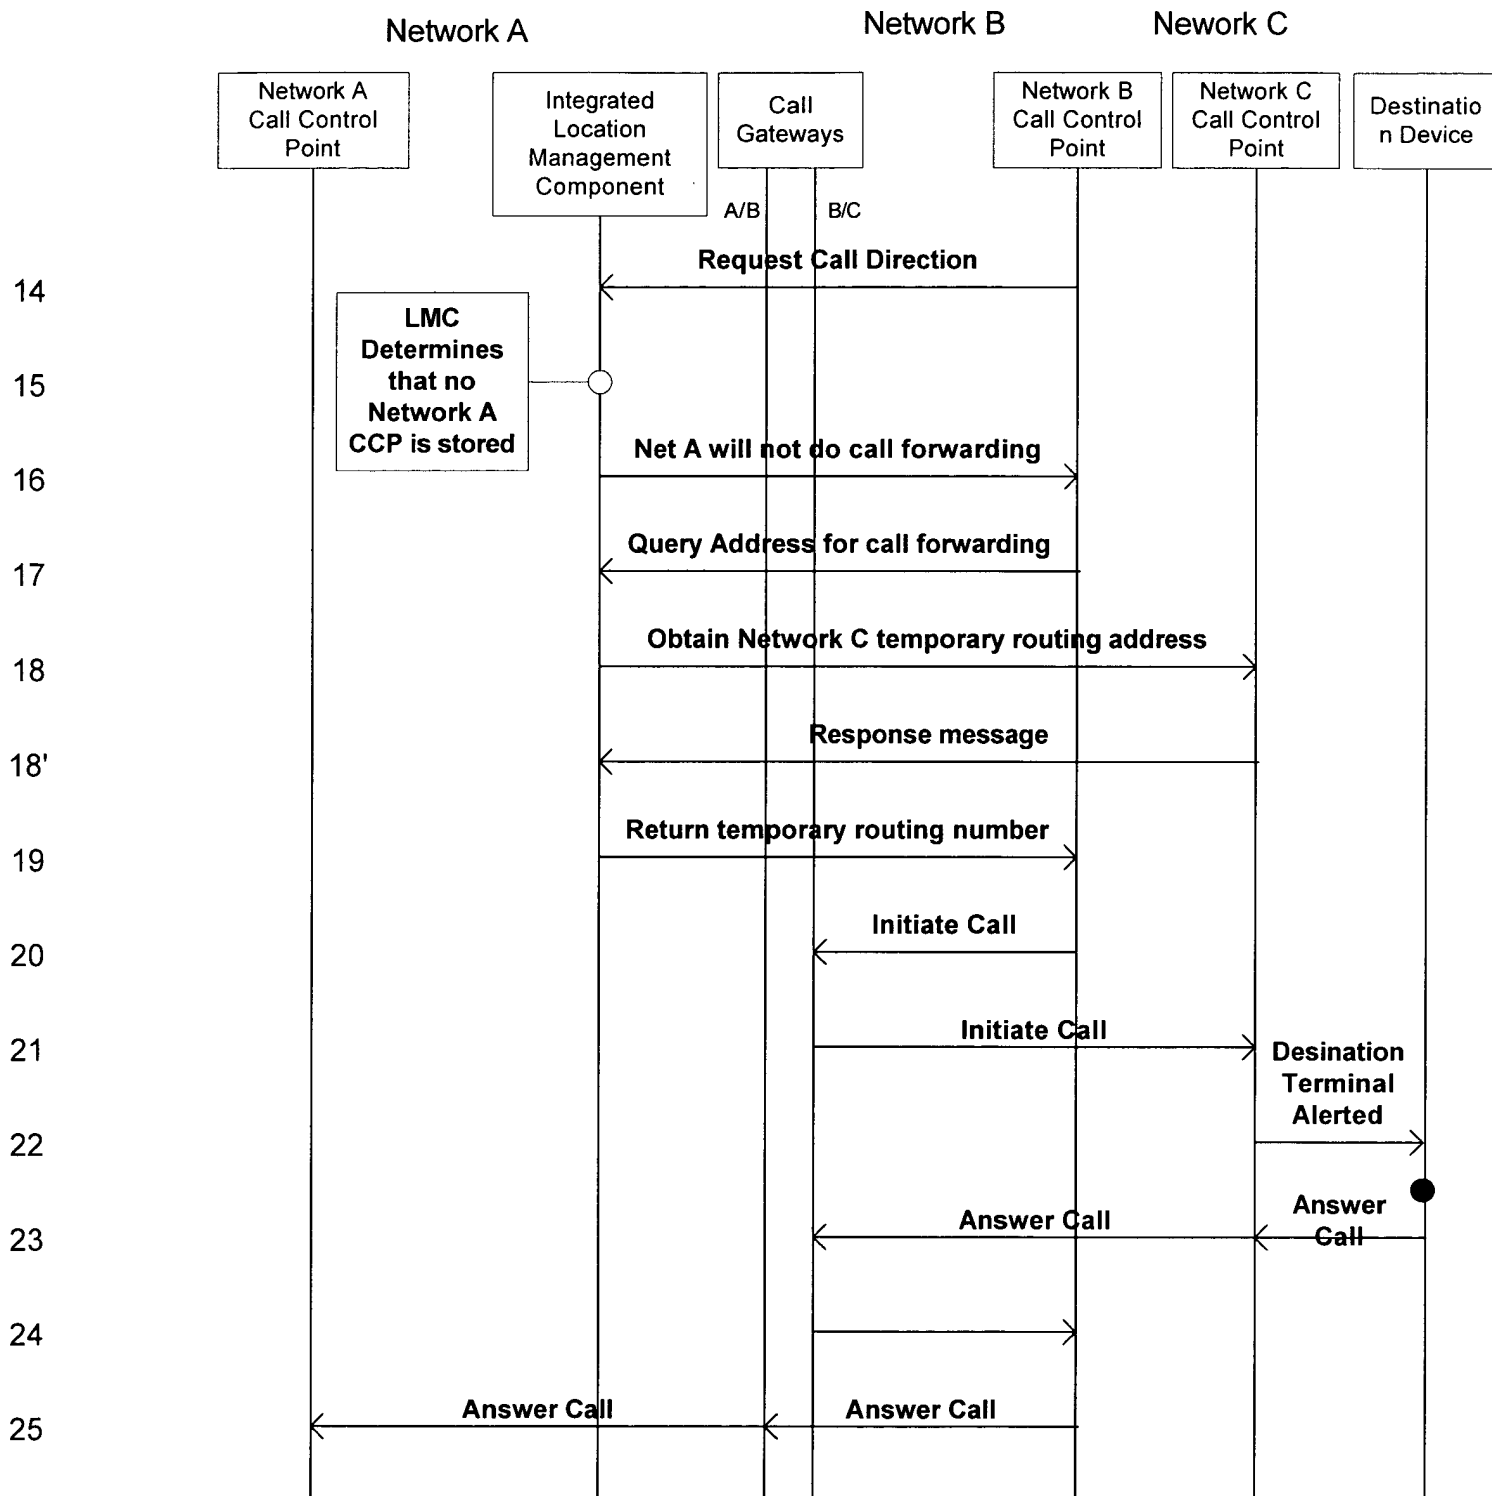 Network A
Network B
Nework C
Network A
Call Control
Point
Integrated
Location
Management
Component
Call
Gateways
Network B
Call Control
Point
Network C
Call Control
Point
Destinatio
n Device
A/B
B/C
Request Call Direction
14
LMC
Determines
that no
Network A
CCP is stored
15
Net A will not do call forwarding
16
Query Address for call forwarding
17
Obtain Network C temporary routing address
18
Response message
18'
Return temporary routing number
19
Initiate Call
20
Initiate Call
21
Desination
Terminal
Alerted
22
Answer Call
Answer
Call
23
24
Answer Call
Answer Call
25